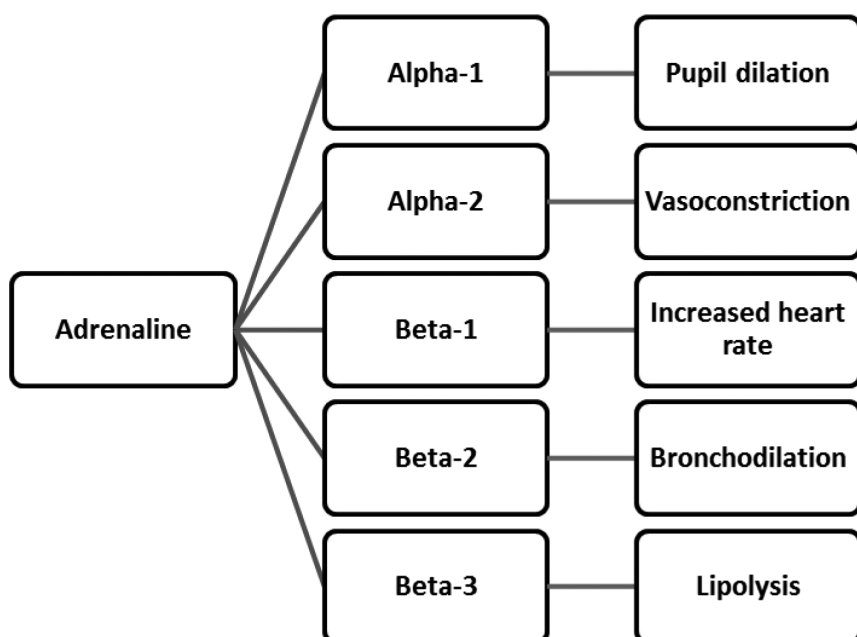 Alpha-1
Pupil dilation
Alpha-2
Vasoconstriction
Adrenaline
Beta-1
Increased heart
rate
Beta-2
Bronchodilation
Beta-3
Lipolysis